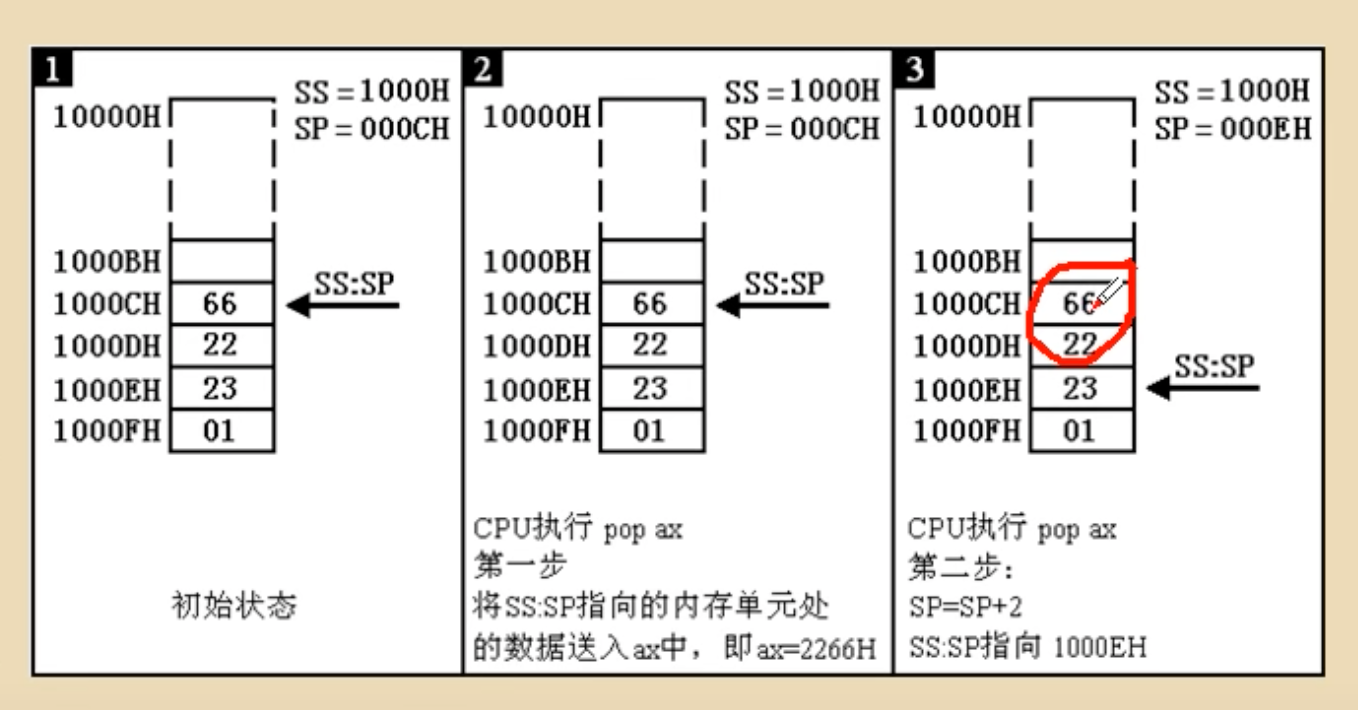 1
SS=1000H
SP=000CH
10000H
1000BH
1000CH 66
1000DH 22
1000EH 23
1000FH 01
SS:SP
初始状态
2
SS=1000H
SP=000CH
10000H
1000BH
1000CH 66
1000DH 22
1000EH 23
1000FH 01
SS:SP
CPU执行 pop ax
第一步
将SS:SP指向的内存单元处
的数据送入ax中，即ax=2266H
3
SS=1000H
SP=000EH
10000H
1000BH
1000CH 66
1000DH 22
1000EH 23
1000FH 01
SS:SP
CPU执行 pop ax
第二步：
SP=SP+2
SS:SP指向 1000EH